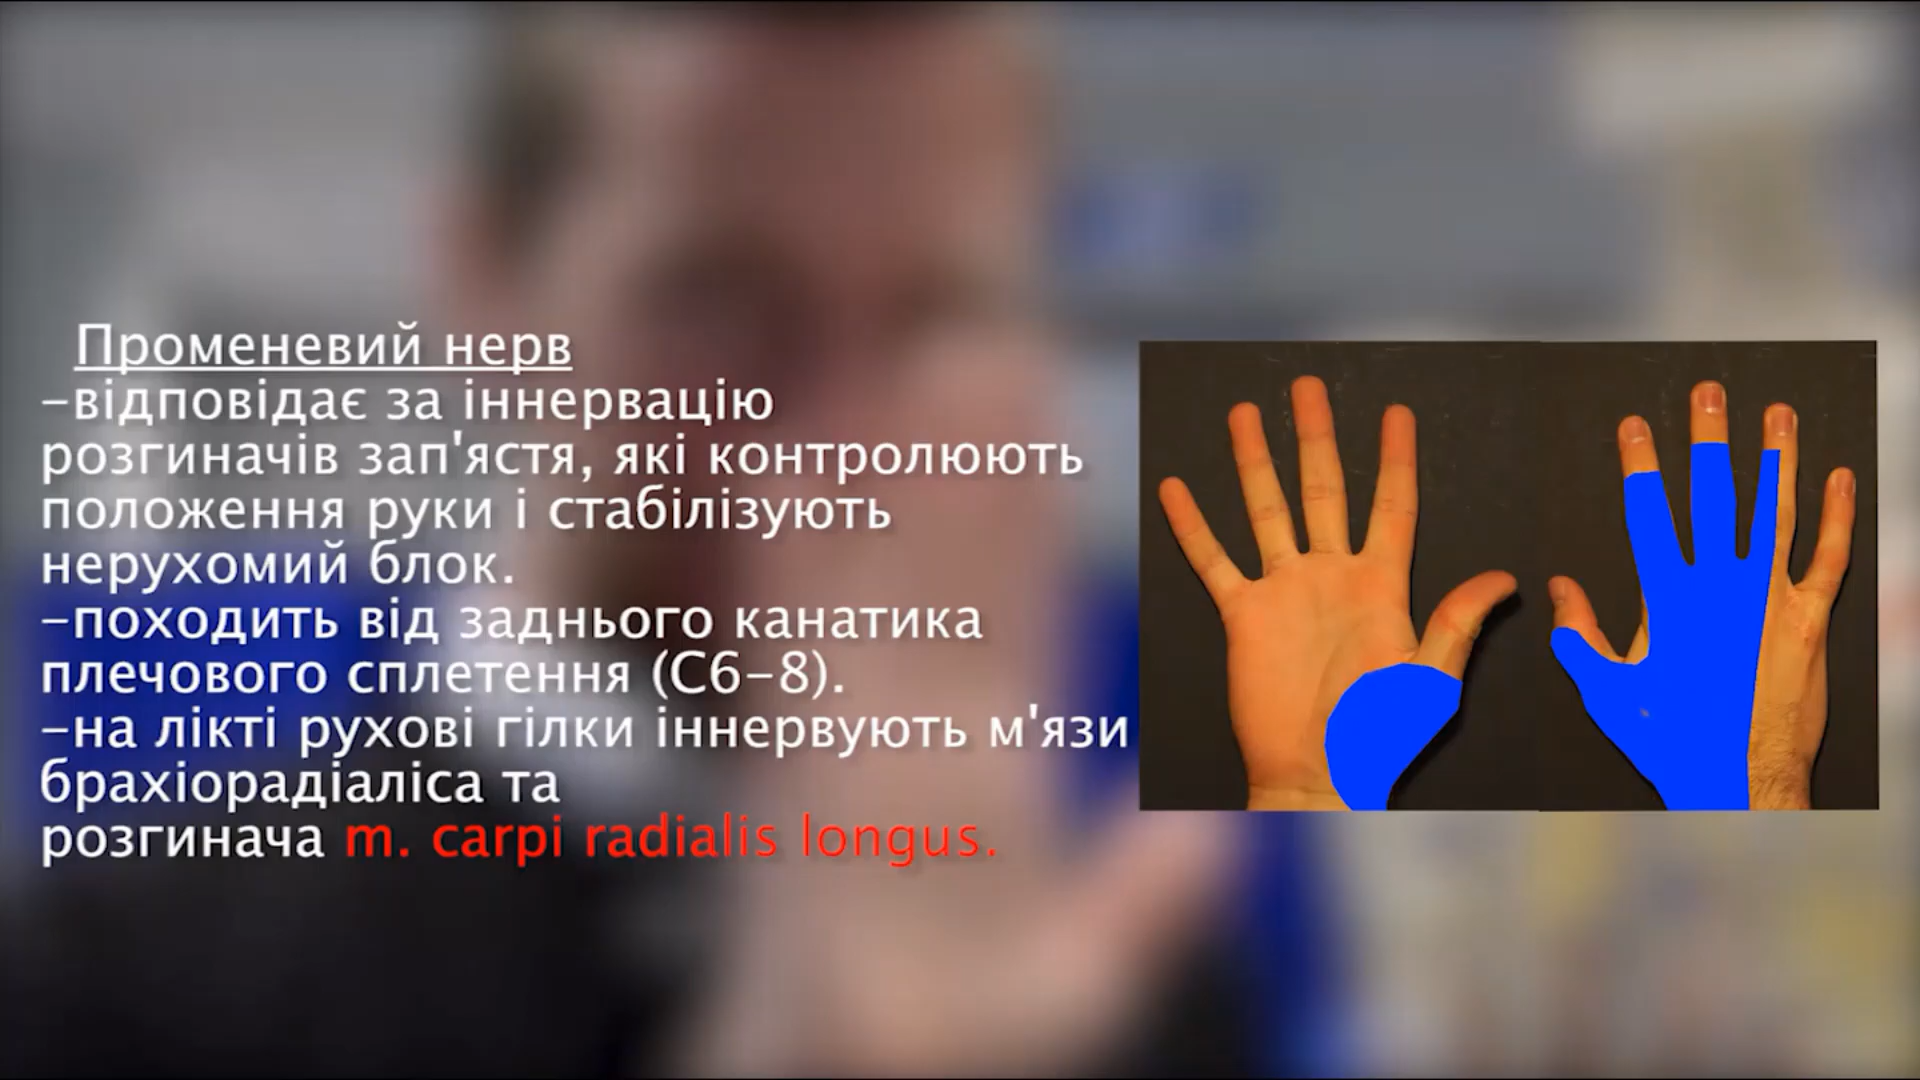 Променевий нерв
-відповідає за іннервацію
розгиначів зап'ястя, які контролюють
положення руки і стабілізують
нерухомий блок.
-походить від заднього канатика
плечового сплетення (С6-8).
-на лікті рухові гілки іннервують м'язи
брахіорадіаліса та
розгинача m. carpi radialis longus.